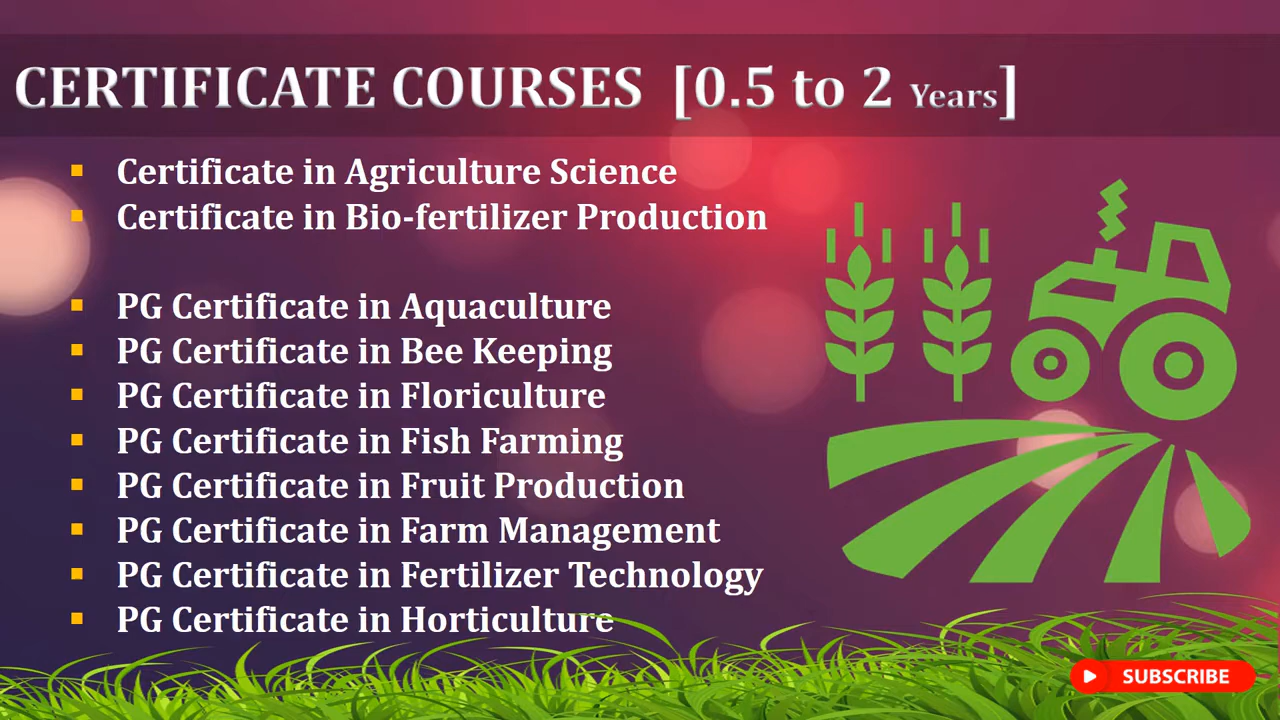 CERTIFICATE COURSES [0.5 to 2 Years]
Certificate in Agriculture Science
Certificate in Bio-fertilizer Production
PG Certificate in Aquaculture
PG Certificate in Bee Keeping
PG Certificate in Floriculture
PG Certificate in Fish Farming
PG Certificate in Fruit Production
PG Certificate in Farm Management
PG Certificate in Fertilizer Technology
PG Certificate in Horticulture
SUBSCRIBE